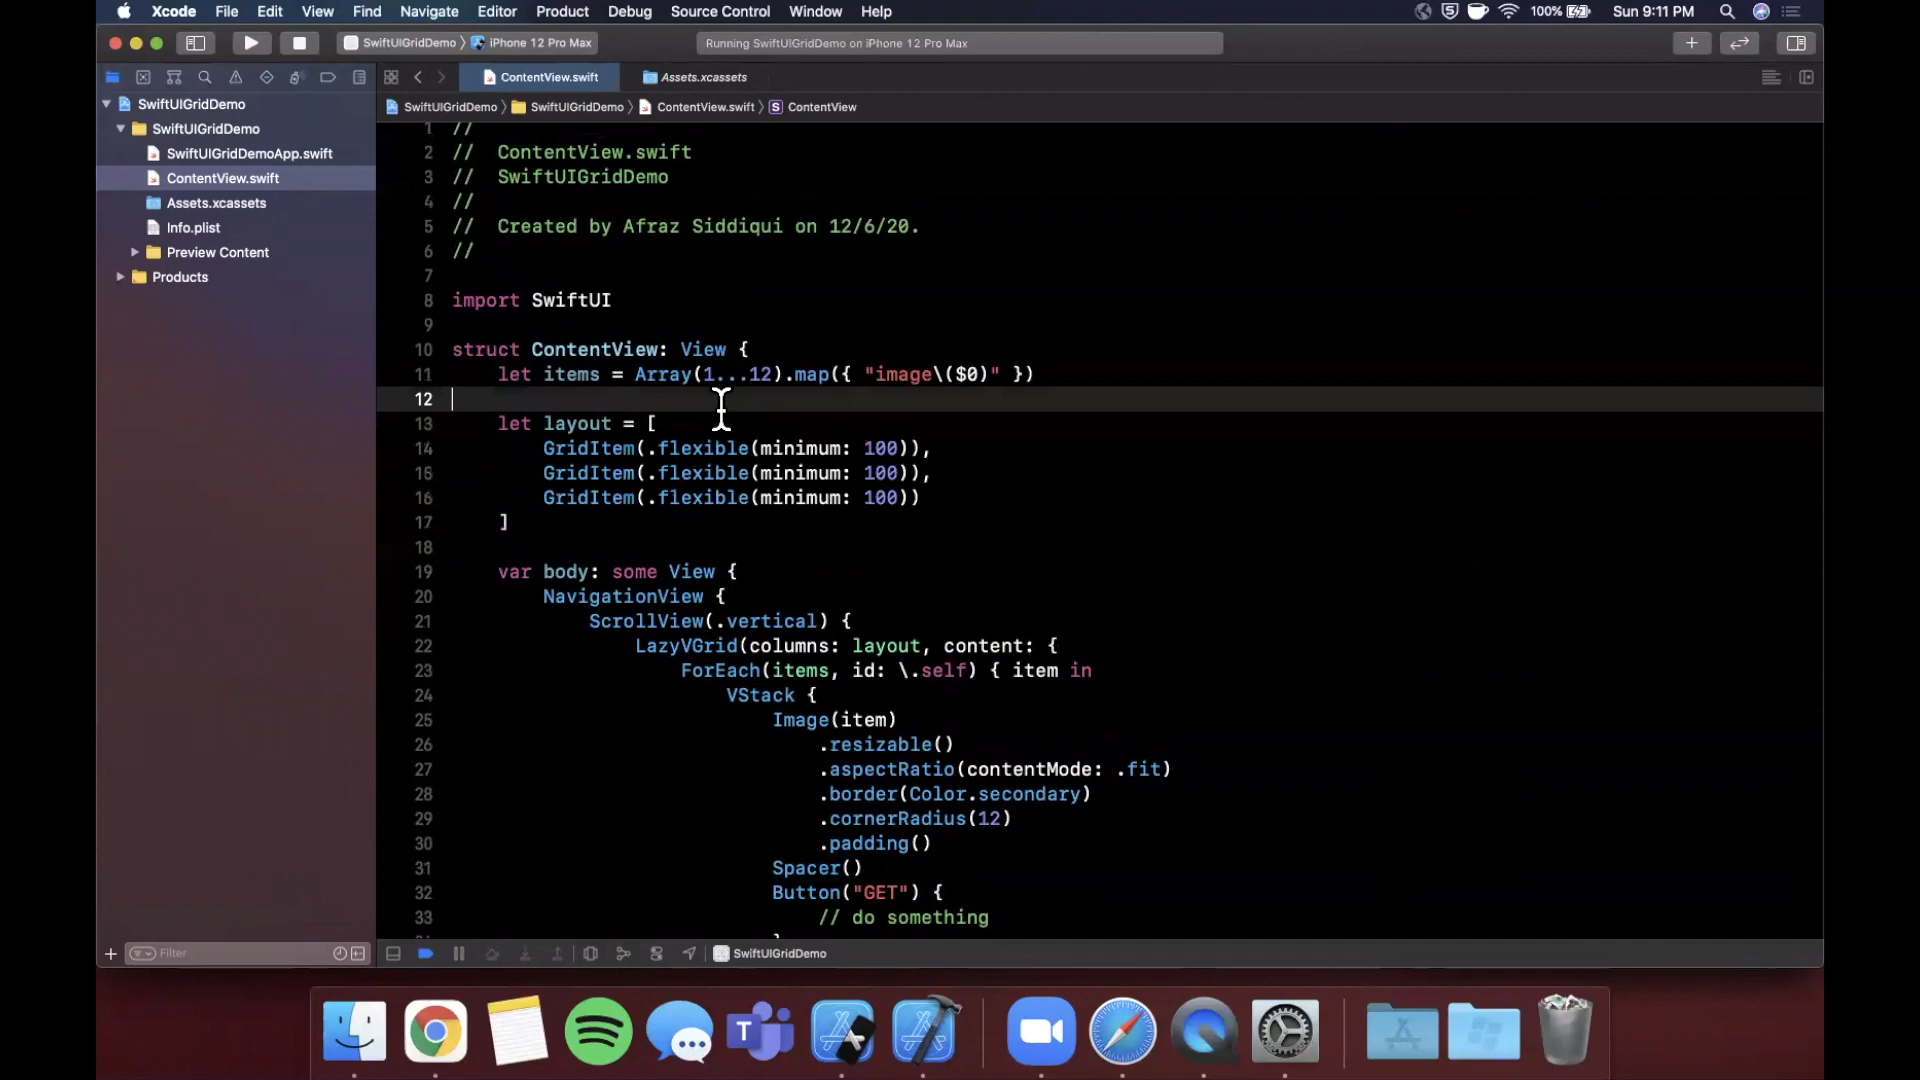 Xcode File Edit View Find Navigate Editor Product Debug Refactor Source Control Window Help 100% Sun 9:11 PM
SwiftUIGridDemo iPhone 12 Pro Max Running SwiftUIGridDemo on iPhone 12 Pro Max
ContentView.swift Assets.xcassets
SwiftUIGridDemo SwiftUIGridDemo ContentView.swift S ContentView
SwiftUIGridDemo
SwiftUIGridDemo
SwiftUIGridDemoApp.swift
ContentView.swift
Assets.xcassets
Info.plist
Preview Content
Products
1 //
2 // ContentView.swift
3 // SwiftUIGridDemo
4 //
5 // Created by Afraz Siddiqui on 12/6/20.
6 //
7
8 import SwiftUI
9
10 struct ContentView: View {
11 let items = Array(1...12).map({ "image\($0)" })
12
13 let layout = [
14 GridItem(.flexible(minimum: 100)),
15 GridItem(.flexible(minimum: 100)),
16 GridItem(.flexible(minimum: 100))
17 ]
18
19 var body: some View {
20 NavigationView {
21 ScrollView(.vertical) {
22 LazyVGrid(columns: layout, content: {
23 ForEach(items, id: \.self) { item in
24 VStack {
25 Image(item)
26 .resizable()
27 .aspectRatio(contentMode: .fit)
28 .border(Color.secondary)
29 .cornerRadius(12)
30 .padding()
31 Spacer()
32 Button("GET") {
33 // do something
Filter
SwiftUIGridDemo